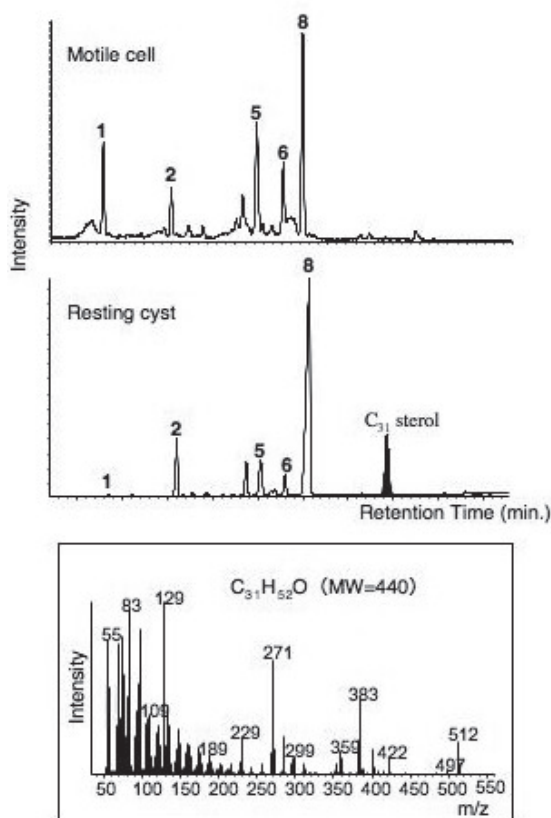 Motile cell
1
2
5
6
8
Intensity
Resting cyst
1
2
5
6
8
C31 sterol
Retention Time (min.)
C31H52O (MW=440)
55
83
109
129
189
229
271
299
359
383
422
497
512
Intensity
50 100 150 200 250 300 350 400 450 500 550
m/z